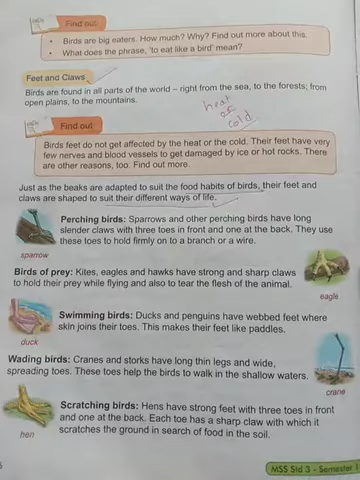 Find out
• Birds are big eaters. How much? Why? Find out more about this.
• What does the phrase, 'to eat like a bird' mean?
Feet and Claws
Birds are found in all parts of the world – right from the sea, to the forests; from
open plains, to the mountains.
heat
or
cold
Find out
Birds feet do not get affected by the heat or the cold. Their feet have very
few nerves and blood vessels to get damaged by ice or hot rocks. There
are other reasons, too. Find out more.
Just as the beaks are adapted to suit the food habits of birds, their feet and
claws are shaped to suit their different ways of life.
Perching birds: Sparrows and other perching birds have long
slender claws with three toes in front and one at the back. They use
these toes to hold firmly on to a branch or a wire.
sparrow
Birds of prey: Kites, eagles and hawks have strong and sharp claws
to hold their prey while flying and also to tear the flesh of the animal.
eagle
Swimming birds: Ducks and penguins have webbed feet where
skin joins their toes. This makes their feet like paddles.
duck
Wading birds: Cranes and storks have long thin legs and wide,
spreading toes. These toes help the birds to walk in the shallow waters.
crane
Scratching birds: Hens have strong feet with three toes in front
and one at the back. Each toe has a sharp claw with which it
scratches the ground in search of food in the soil.
hen
MSS Std 3 - Semester 1